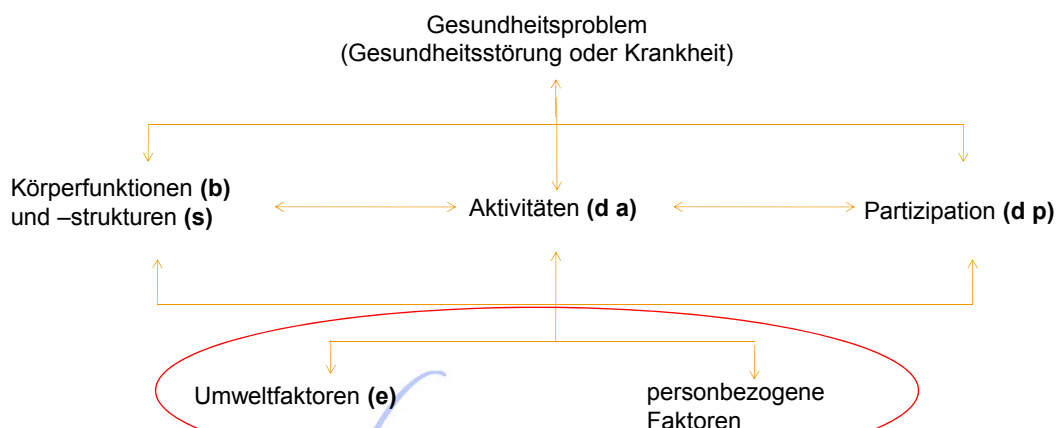 Gesundheitsproblem
(Gesundheitsstörung oder Krankheit)
Körperfunktionen (b)
und –strukturen (s)
Aktivitäten (d a)
Partizipation (d p)
Umweltfaktoren (e)
personbezogene
Faktoren